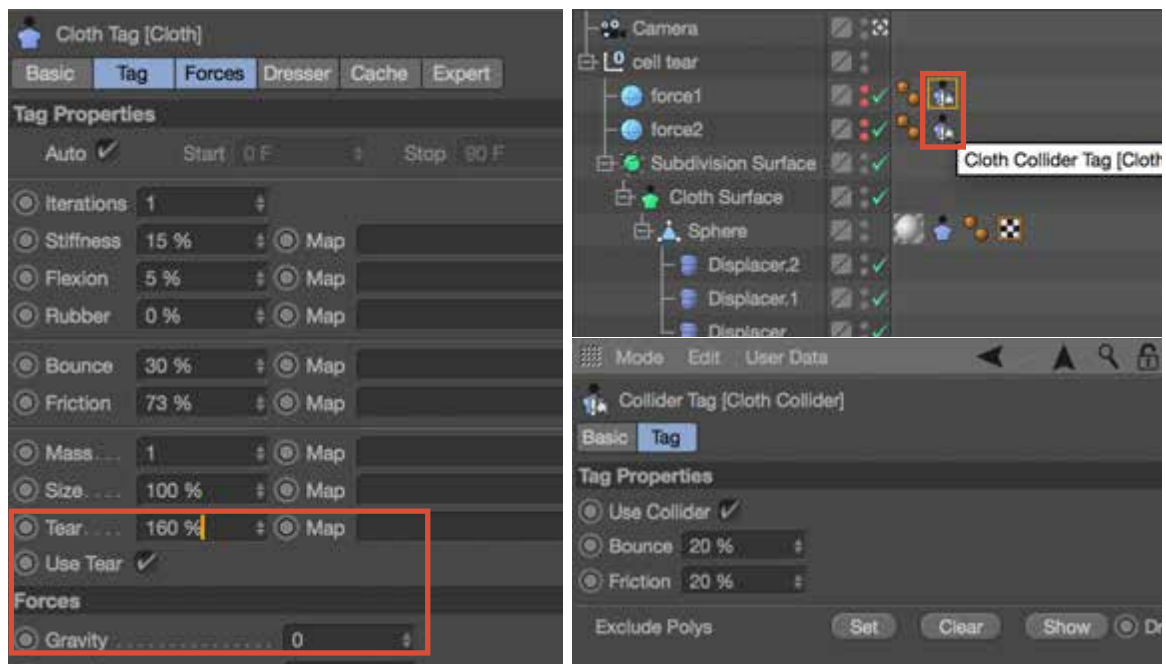 Cloth Tag [Cloth]
Basic Tag Forces Dresser Cache Expert
Tag Properties
Auto Start 0 F Stop 90 F
Iterations 1
Stiffness 15 % Map
Flexion 5 % Map
Rubber 0 % Map
Bounce 30 % Map
Friction 73 % Map
Mass . . . 1 Map
Size . . . . 100 % Map
Tear . . . . 160 % Map
Use Tear
Forces
Gravity . . . . . . . . . . . . . . . 0
Camera
cell tear
force1
force2
Cloth Collider Tag [Cloth
Subdivision Surface
Cloth Surface
Sphere
Displacer.2
Displacer.1
Displacer
Mode Edit User Data
Collider Tag [Cloth Collider]
Basic Tag
Tag Properties
Use Collider
Bounce 20 %
Friction 20 %
Exclude Polys Set Clear Show Dr